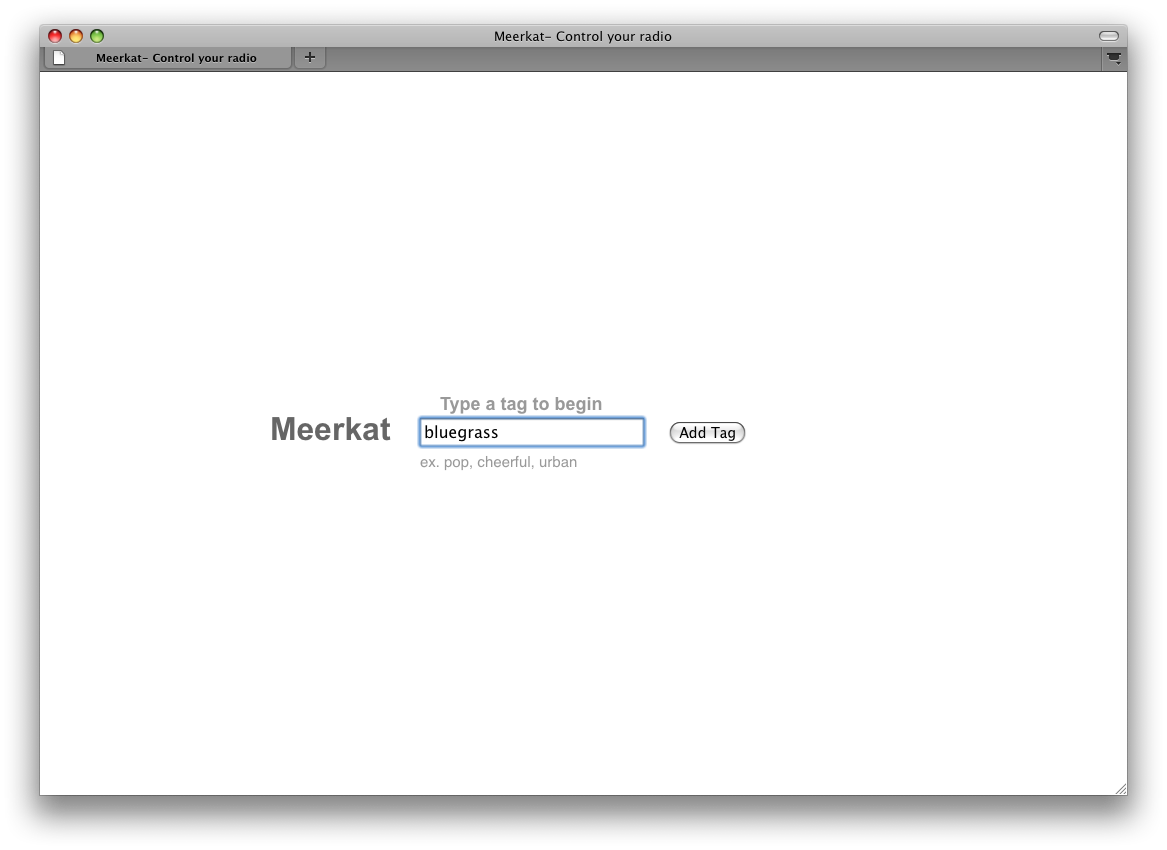 Meerkat– Control your radio
Meerkat– Control your radio
Type a tag to begin
Meerkat
bluegrass
Add Tag
ex. pop, cheerful, urban